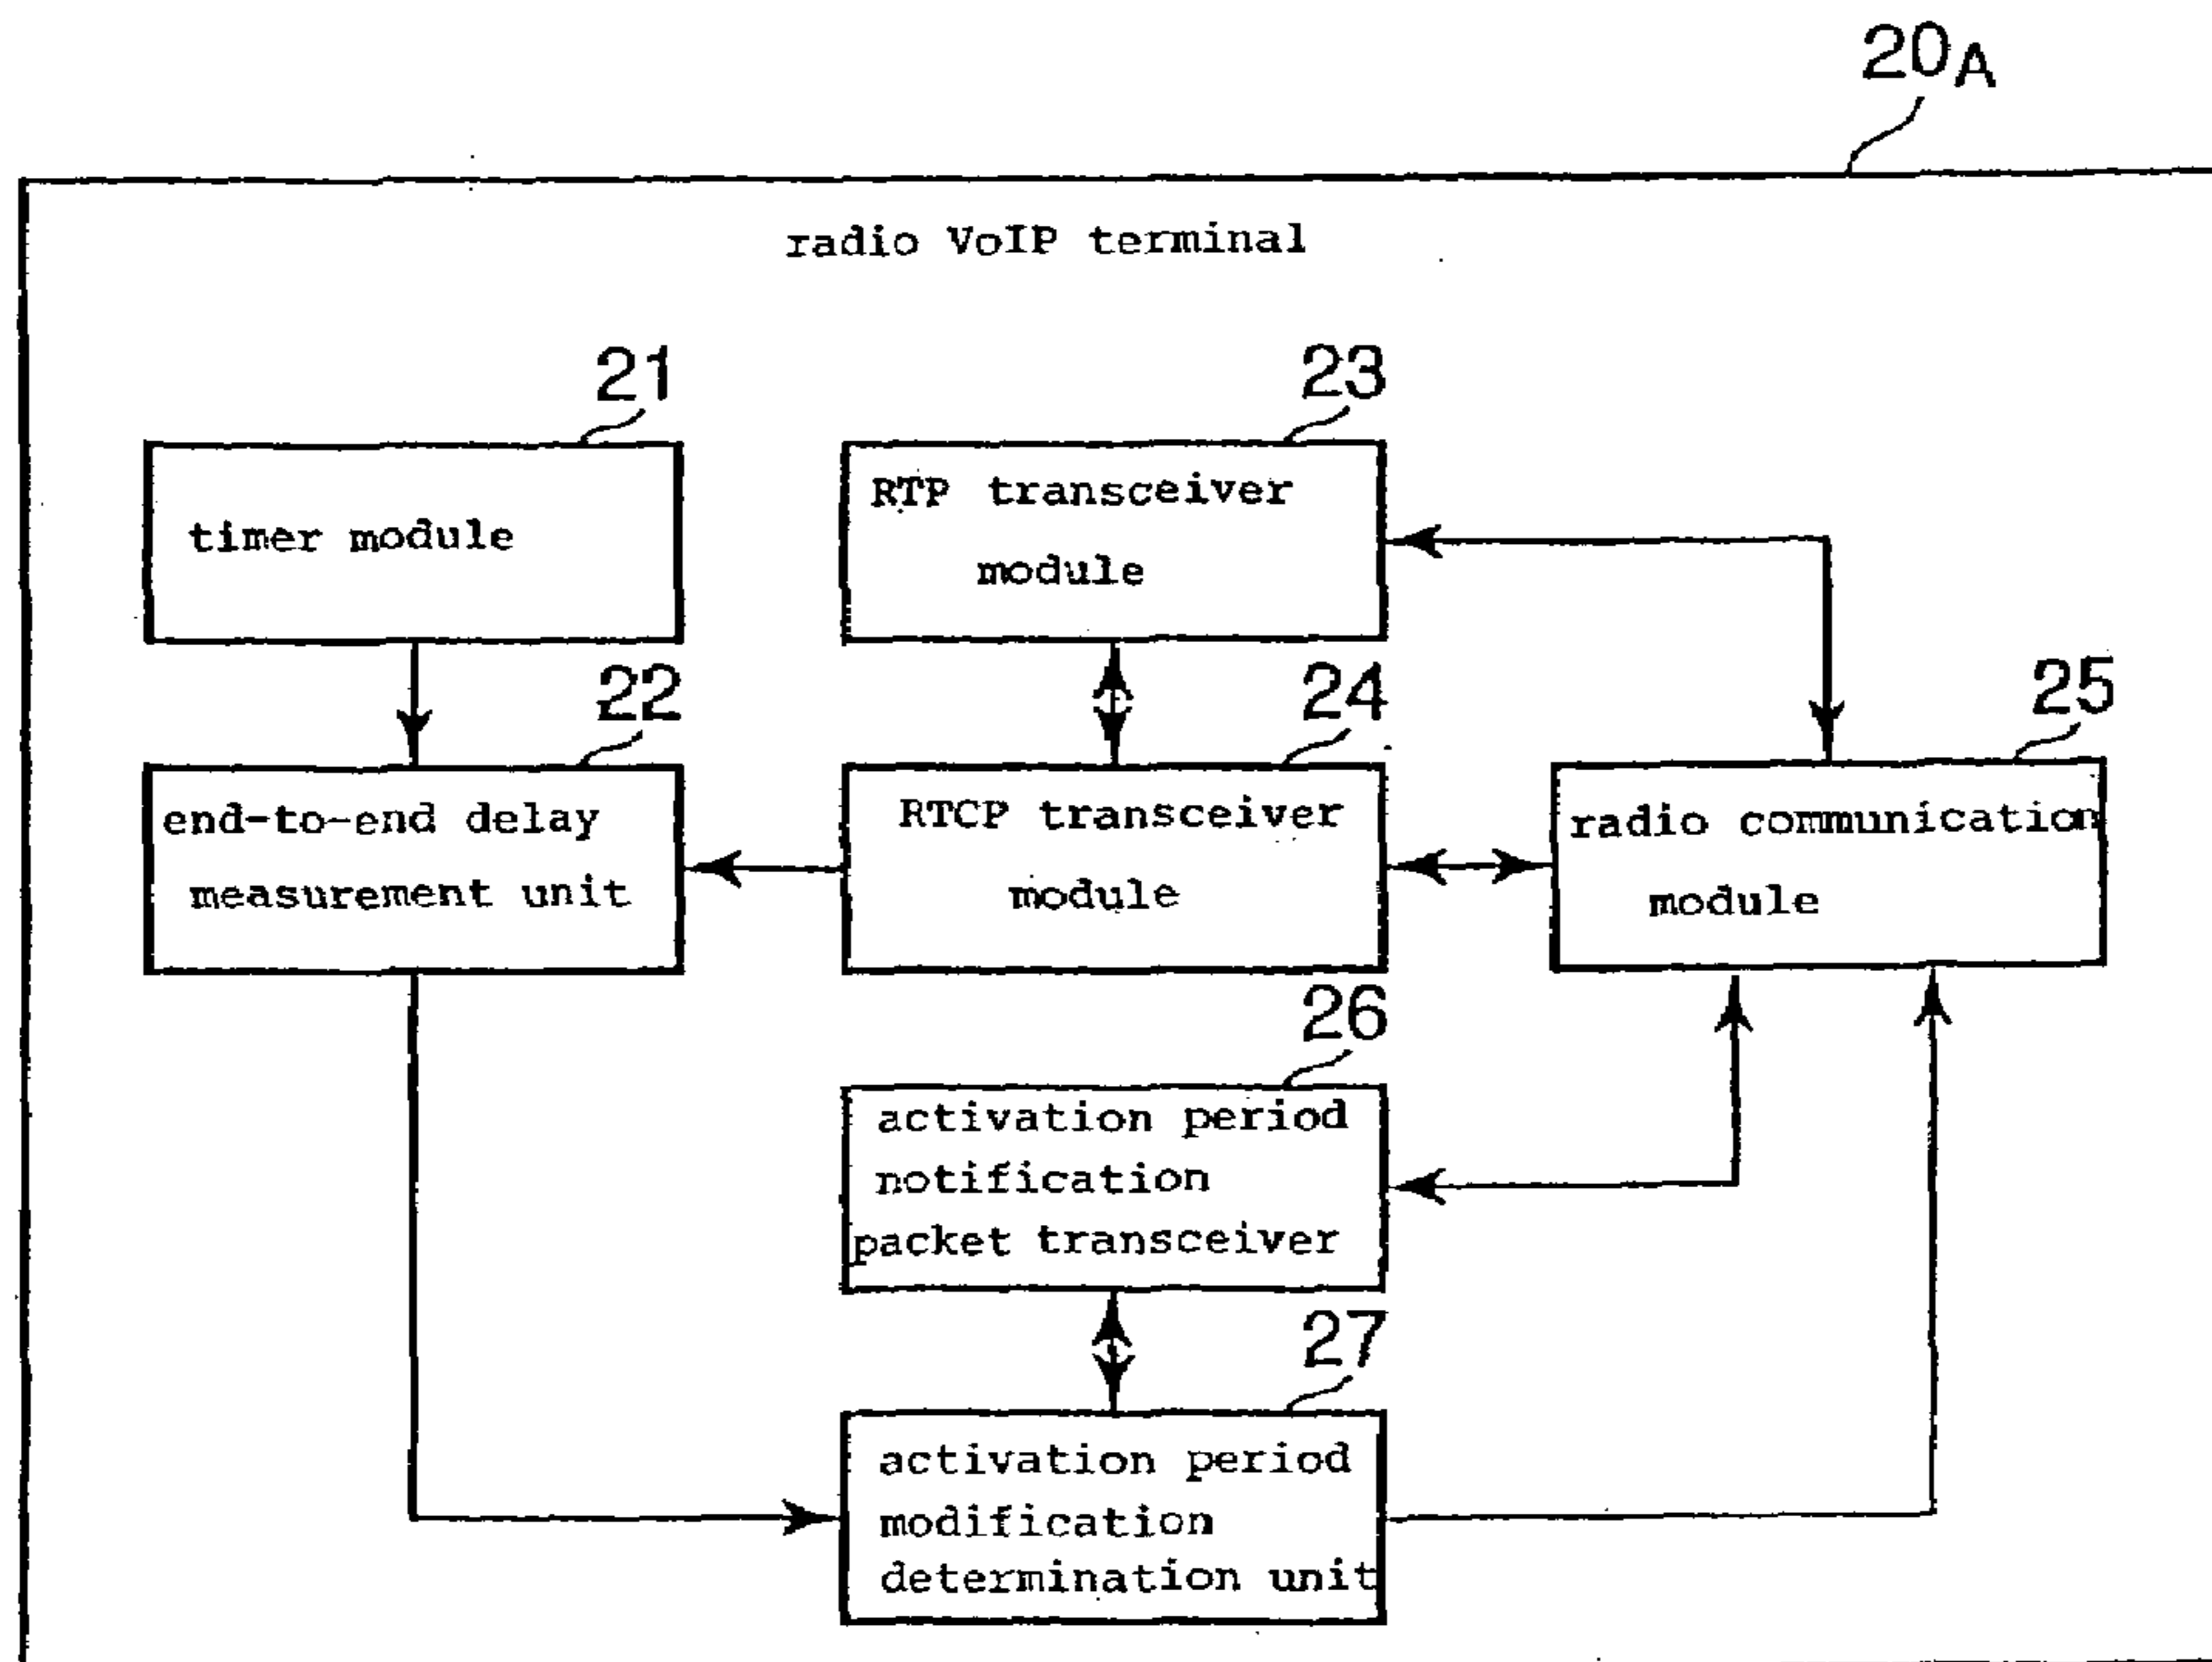 20A
radio VoIP terminal
21
timer module
23
RTP transceiver
module
22
end-to-end delay
measurement unit
24
RTCP transceiver
module
25
radio communication
module
26
activation period
notification
packet transceiver
27
activation period
modification
determination unit